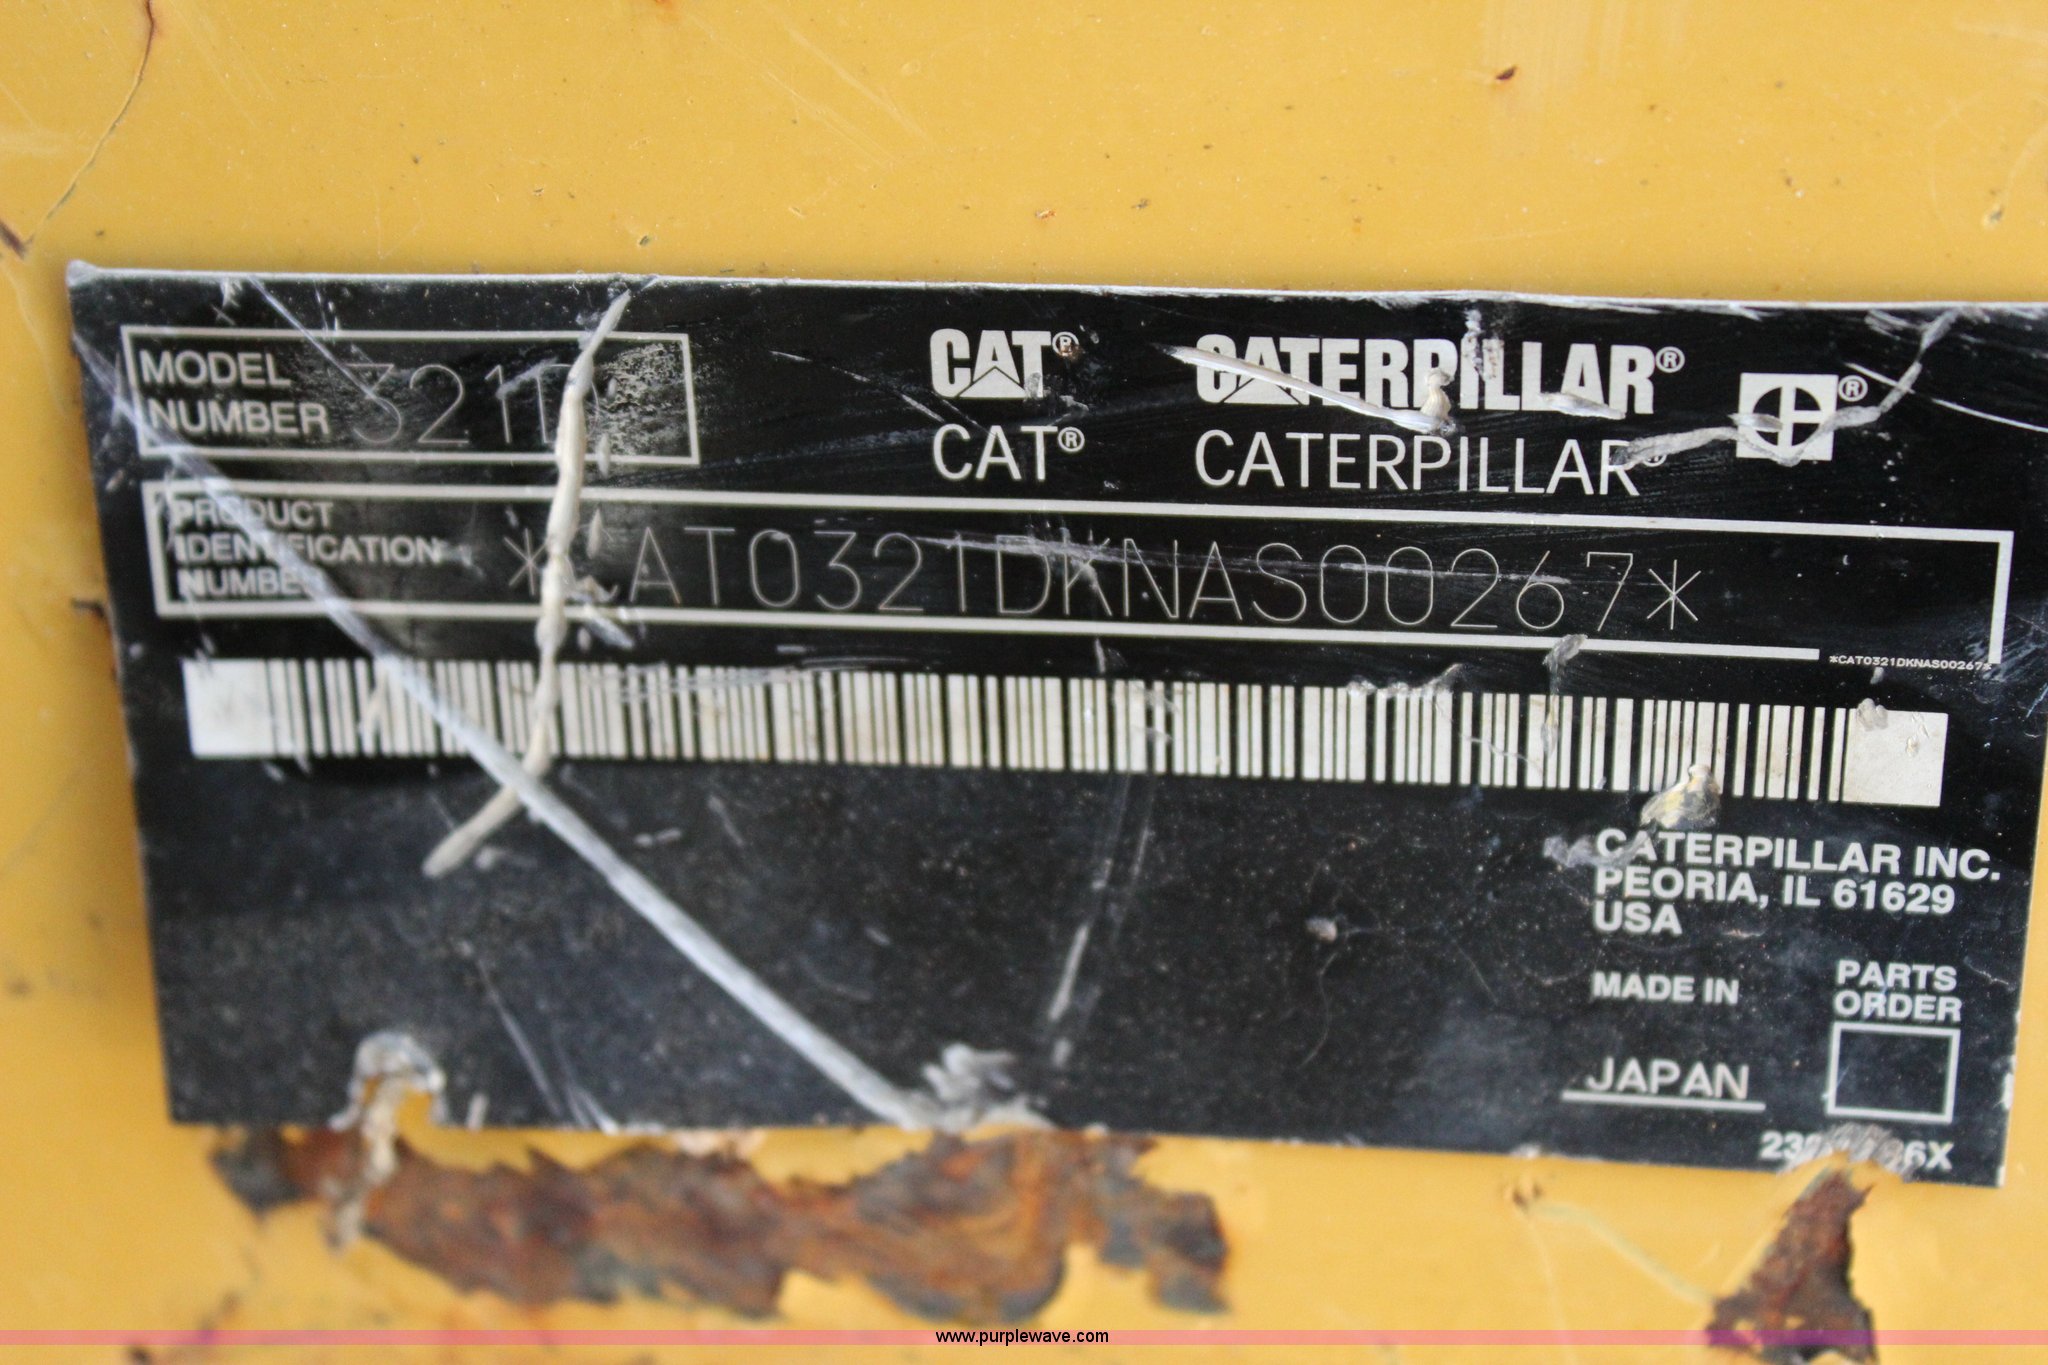 MODEL
NUMBER
321D
CAT®
CATERPILLAR®
®
CAT®
CATERPILLAR®
PRODUCT
IDENTIFICATION
NUMBER
*CAT0321DKNAS00267*
*CAT0321DKNAS00267*
CATERPILLAR INC.
PEORIA, IL 61629
USA
MADE IN
JAPAN
PARTS
ORDER
www.purplewave.com